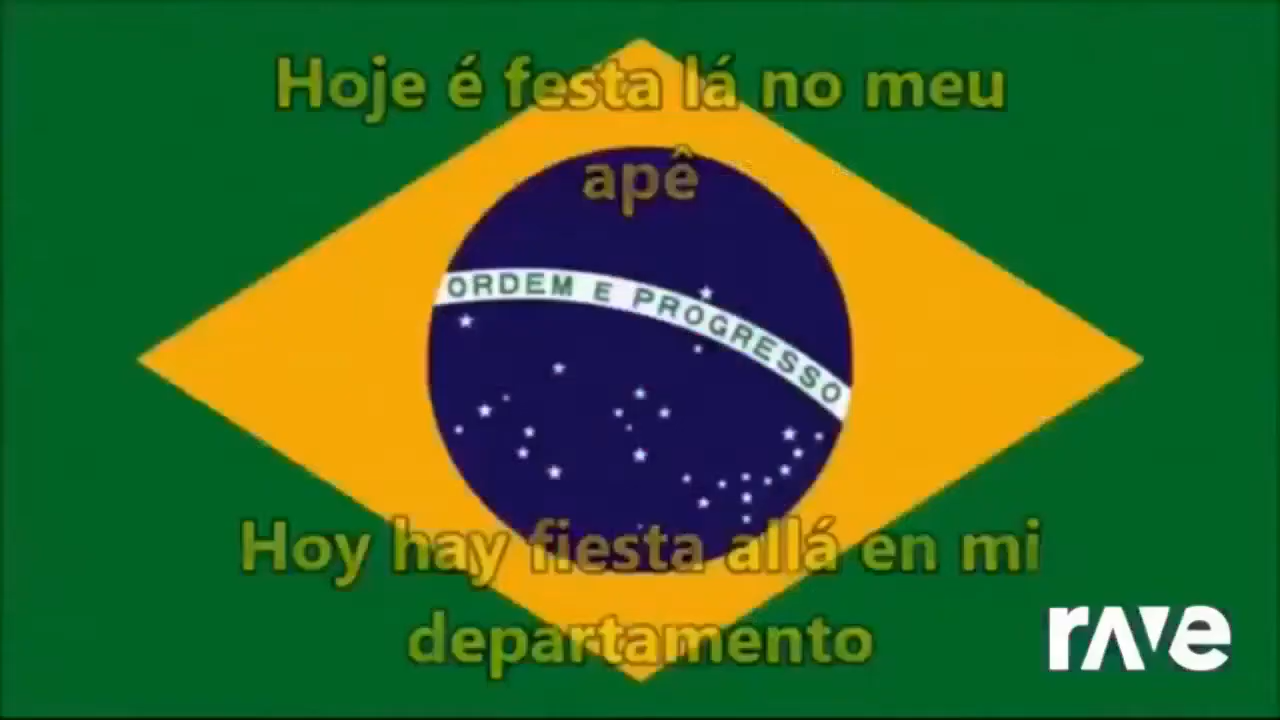 Hoje é festa lá no meu
apê
ORDEM E PROGRESSO
Hoy hay fiesta allá en mi
departamento
rave